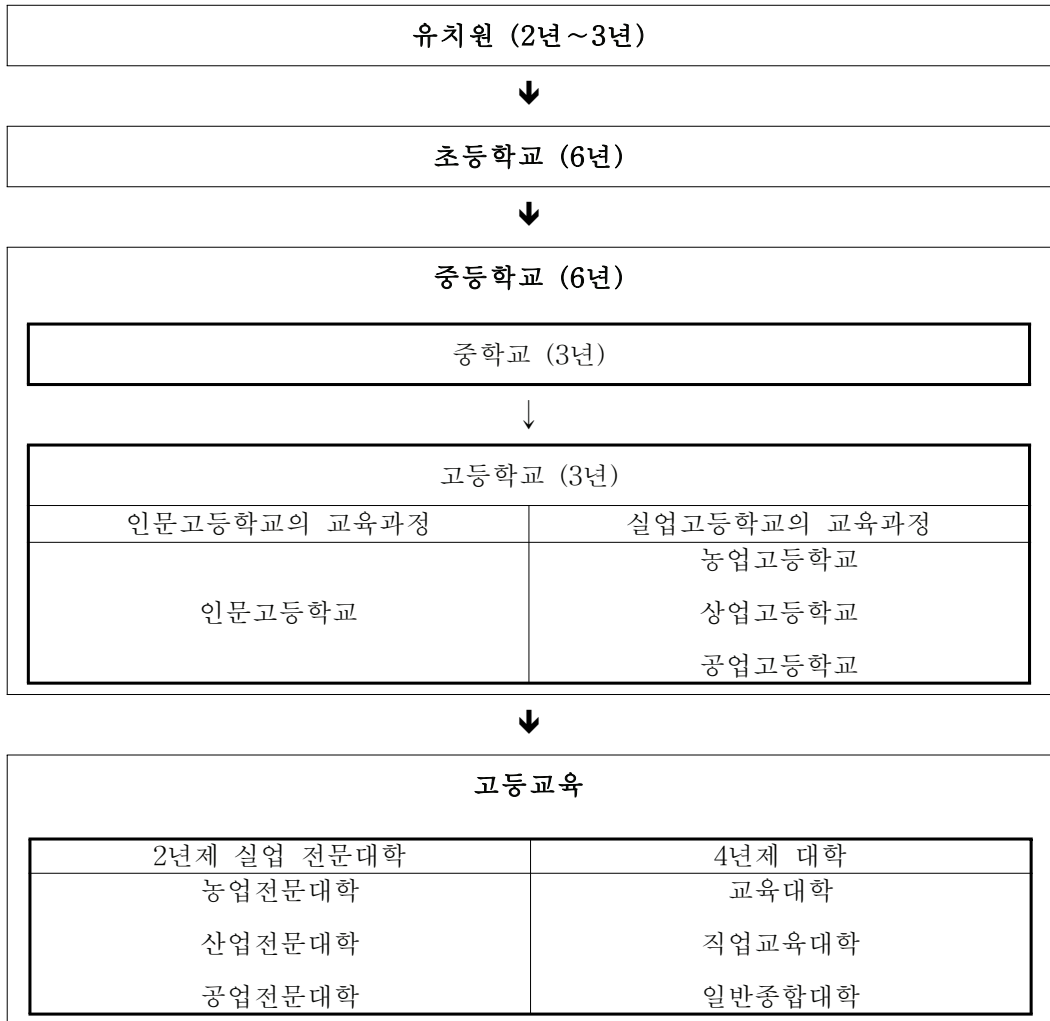 유치원 (2년～3년)
🡻
초등학교 (6년)
🡻
중등학교 (6년)
중학교 (3년)
↓
고등학교 (3년)
인문고등학교의 교육과정 실업고등학교의 교육과정
농업고등학교
인문고등학교 상업고등학교
공업고등학교
🡻
고등교육
2년제 실업 전문대학 4년제 대학
농업전문대학 교육대학
산업전문대학 직업교육대학
공업전문대학 일반종합대학